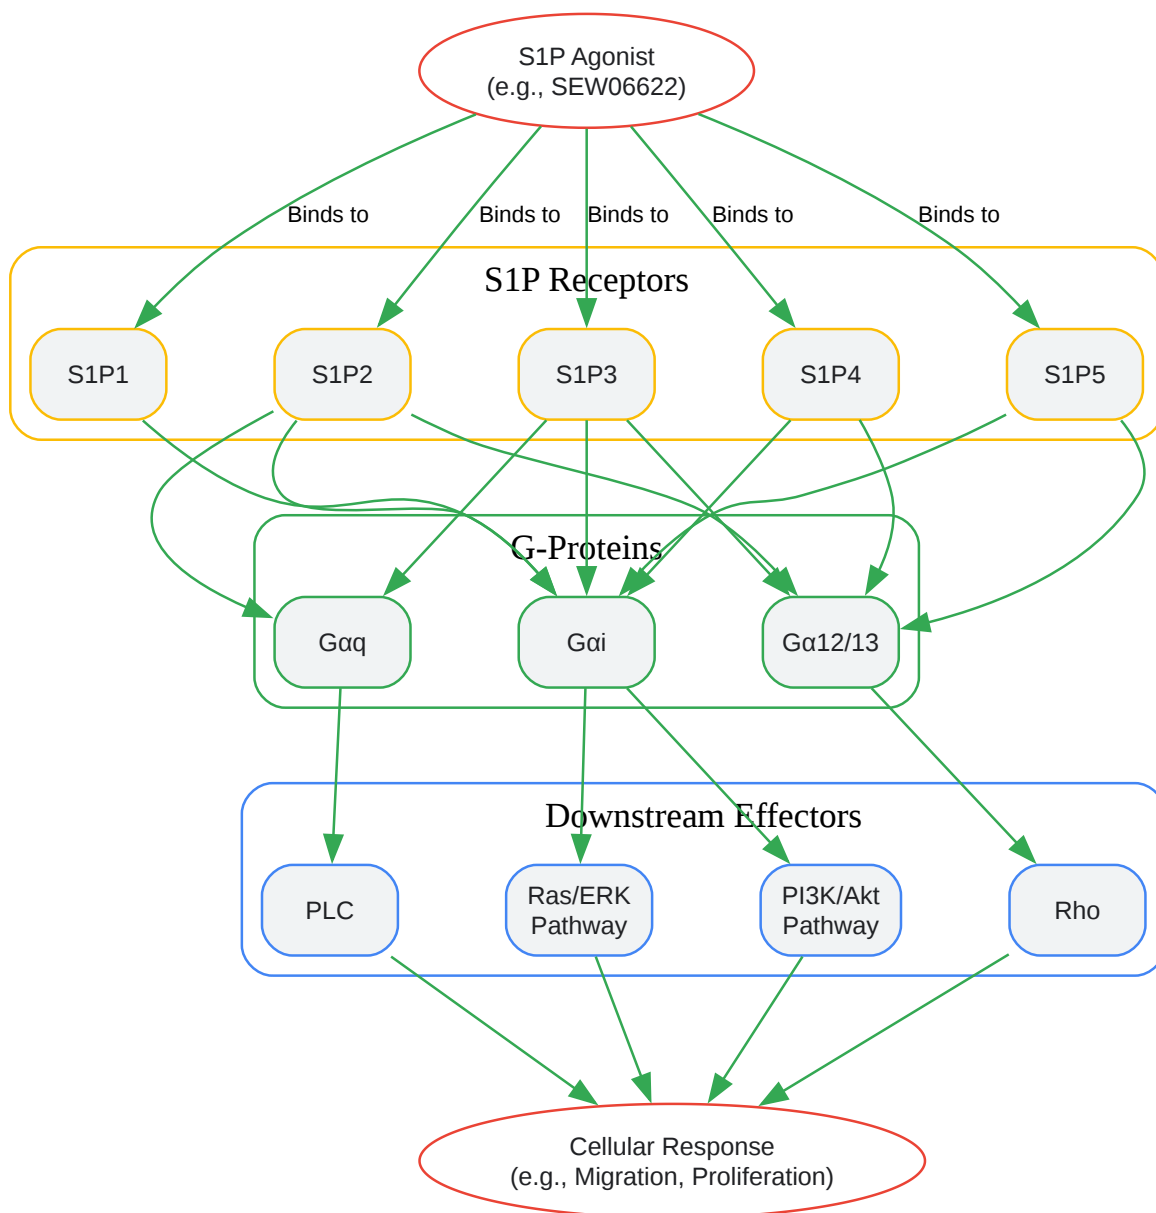 S1P Agonist
(e.g., SEW06622)
Binds to
Binds to
Binds to
Binds to
Binds to
S1P Receptors
S1P1
S1P2
S1P3
S1P4
S1P5
G-Proteins
Gαq
Gαi
Gα12/13
Downstream Effectors
PLC
Ras/ERK
Pathway
PI3K/Akt
Pathway
Rho
Cellular Response
(e.g., Migration, Proliferation)